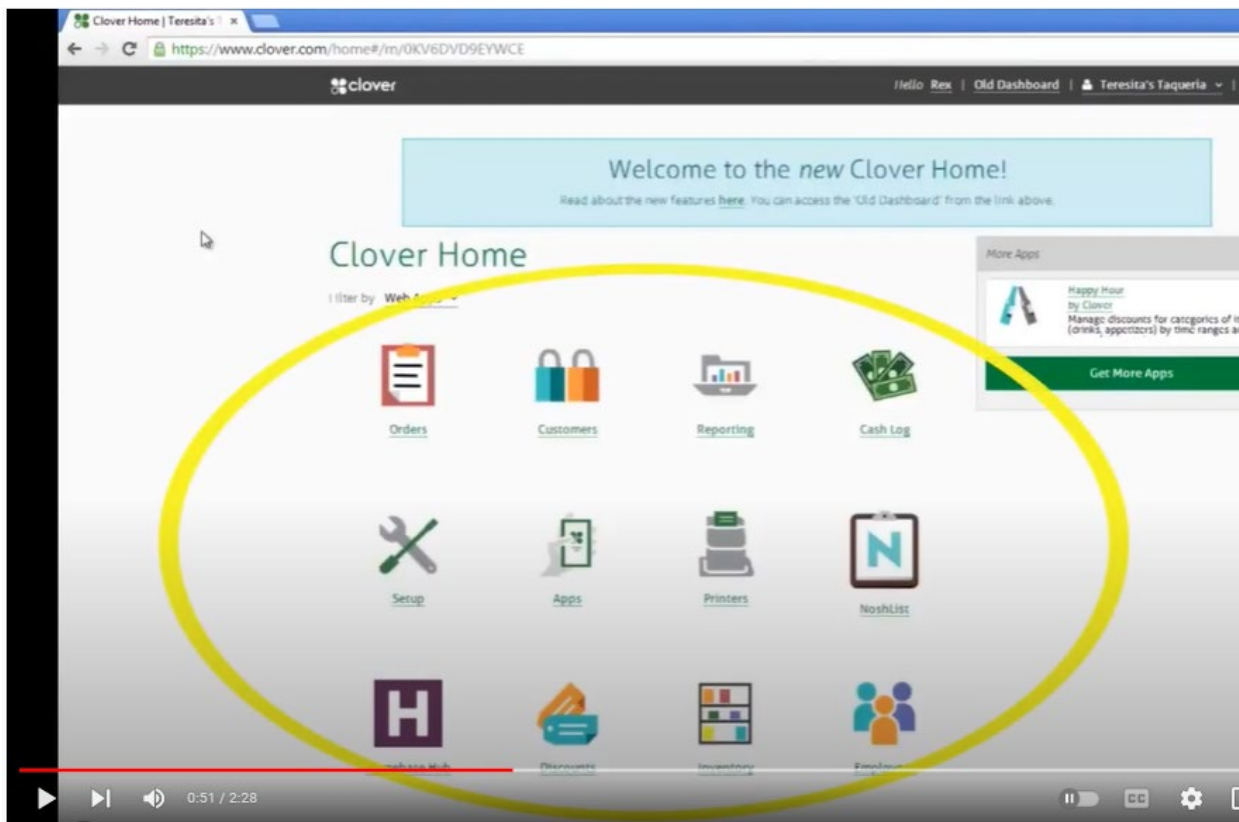 Clover Home | Teresita's T
https://www.clover.com/home#/m/0KV6DVD9EYWCE
clover
Hello Rex | Old Dashboard | Teresita's Taqueria
Welcome to the new Clover Home!
Read about the new features here. You can access the 'Old Dashboard' from the link above.
Clover Home
Filter by Web Apps
More Apps
Happy Hour
by Clover
Manage discounts for categories of
(drinks, appetizers) by time ranges
Get More Apps
Orders
Customers
Reporting
Cash Log
Setup
Apps
Printers
N
NoshList
H
Hub
Discounts
Inventory
0:51 / 2:28
CC